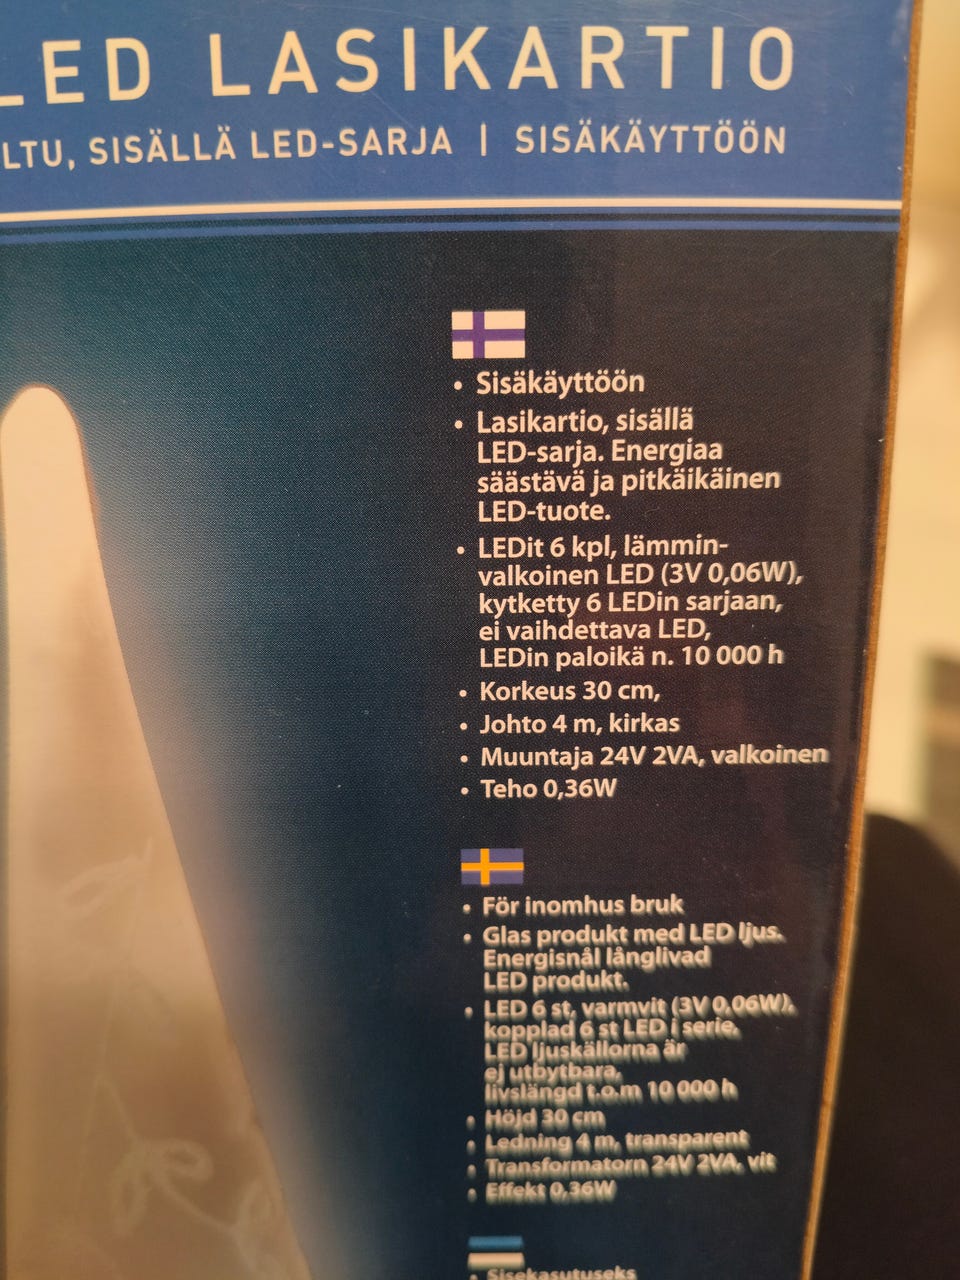 LED LASIKARTIO
LTU, SISÄLLÄ LED-SARJA | SISÄKÄYTTÖÖN
• Sisäkäyttöön
• Lasikartio, sisällä
LED-sarja. Energiaa
säästävä ja pitkäikäinen
LED-tuote.
• LEDit 6 kpl, lämmin-
valkoinen LED (3V 0,06W),
kytketty 6 LEDin sarjaan,
ei vaihdettava LED,
LEDin paloikä n. 10 000 h
• Korkeus 30 cm,
• Johto 4 m, kirkas
• Muuntaja 24V 2VA, valkoinen
• Teho 0,36W
• För inomhus bruk
• Glas produkt med LED ljus.
Energisnål långlivad
LED produkt.
• LED 6 st, varmvit (3V 0,06W),
kopplad 6 st LED i serie,
LED ljuskällorna är
ej utbytbara,
livslängd t.o.m 10 000 h
• Höjd 30 cm
• Ledning 4 m, transparent
• Transformatorn 24V 2VA, vit
• Effekt 0,36W
• Sisekasutuseks